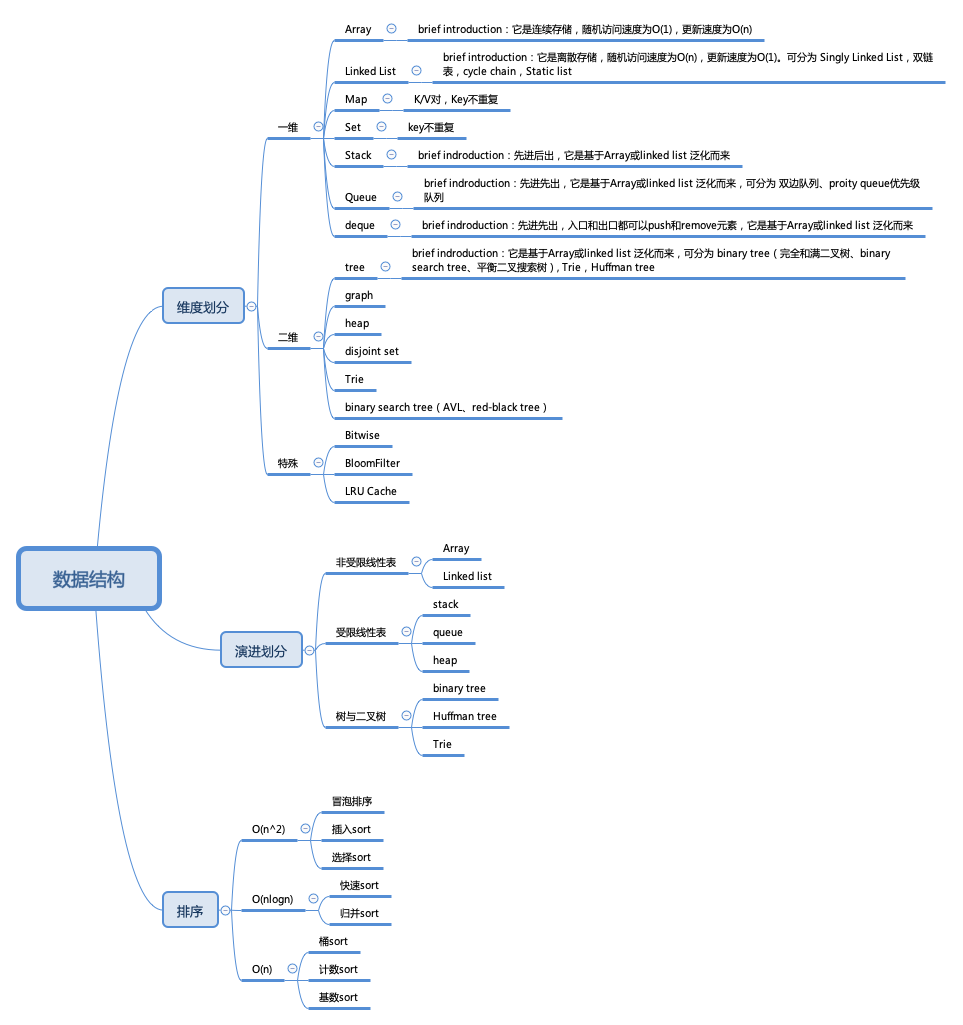 数据结构
维度划分
一维
Array
brief introduction：它是连续存储，随机访问速度为O(1)，更新速度为O(n)
Linked List
brief introduction：它是离散存储，随机访问速度为O(n)，更新速度为O(1)。可分为 Singly Linked List，双链
表，cycle chain，Static list
Map
K/V对，Key不重复
Set
key不重复
Stack
brief indroduction：先进后出，它是基于Array或linked list 泛化而来
Queue
brief indroduction：先进先出，它是基于Array或linked list 泛化而来，可分为 双边队列、proity queue优先级
队列
deque
brief indroduction：先进先出，入口和出口都可以push和remove元素，它是基于Array或linked list 泛化而来
二维
tree
brief indroduction：它是基于Array或linked list 泛化而来，可分为 binary tree（完全和满二叉树、binary
search tree、平衡二叉搜索树）, Trie，Huffman tree
graph
heap
disjoint set
Trie
binary search tree（AVL、red-black tree）
特殊
Bitwise
BloomFilter
LRU Cache
演进划分
非受限线性表
Array
Linked list
受限线性表
stack
queue
heap
树与二叉树
binary tree
Huffman tree
Trie
排序
O(n^2)
冒泡排序
插入sort
选择sort
O(nlogn)
快速sort
归并sort
O(n)
桶sort
计数sort
基数sort